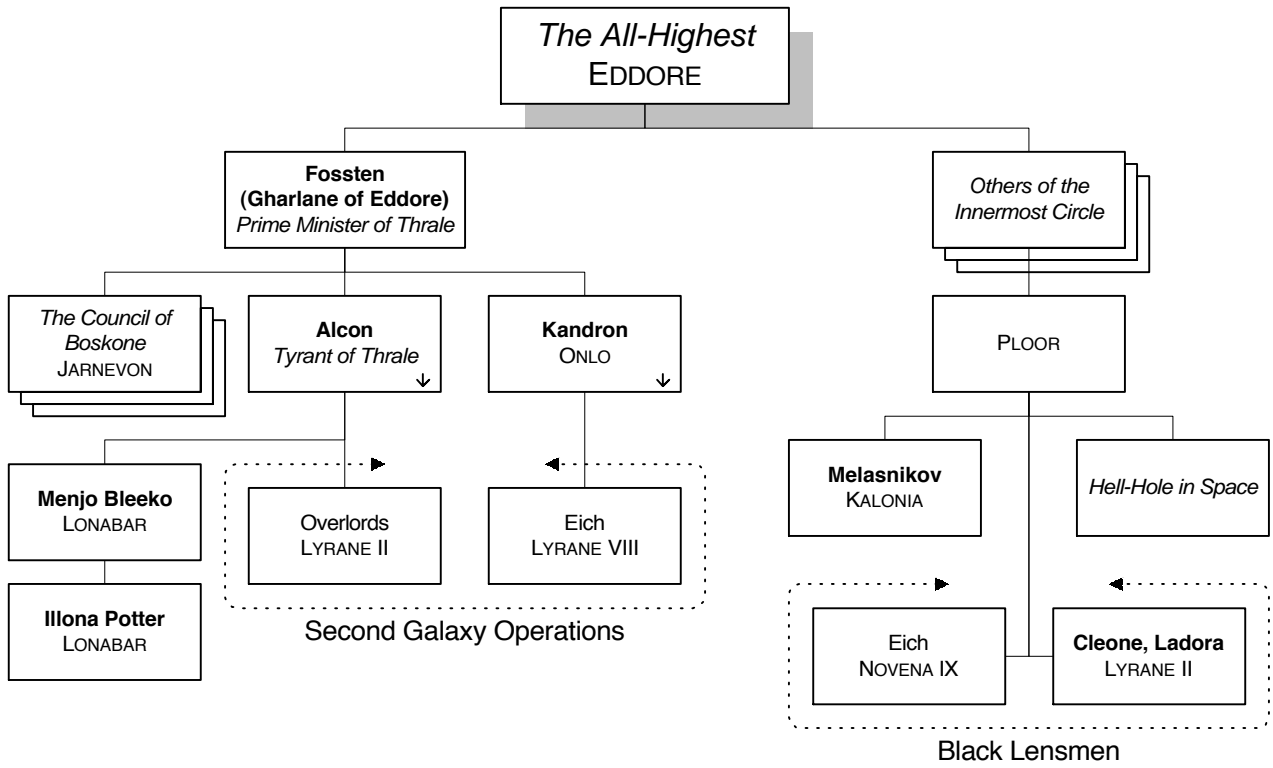 The All-Highest
EDDORE
Fossten
(Gharlane of Eddore)
Prime Minister of Thrale
Others of the
Innermost Circle
The Council of
Boskone
JARNEVON
Alcon
Tyrant of Thrale
Kandron
ONLO
PLOOR
Menjo Bleeko
LONABAR
Overlords
LYRANE II
Eich
LYRANE VIII
Melasnikov
KALONIA
Hell-Hole in Space
Illona Potter
LONABAR
Second Galaxy Operations
Eich
NOVENA IX
Cleone, Ladora
LYRANE II
Black Lensmen